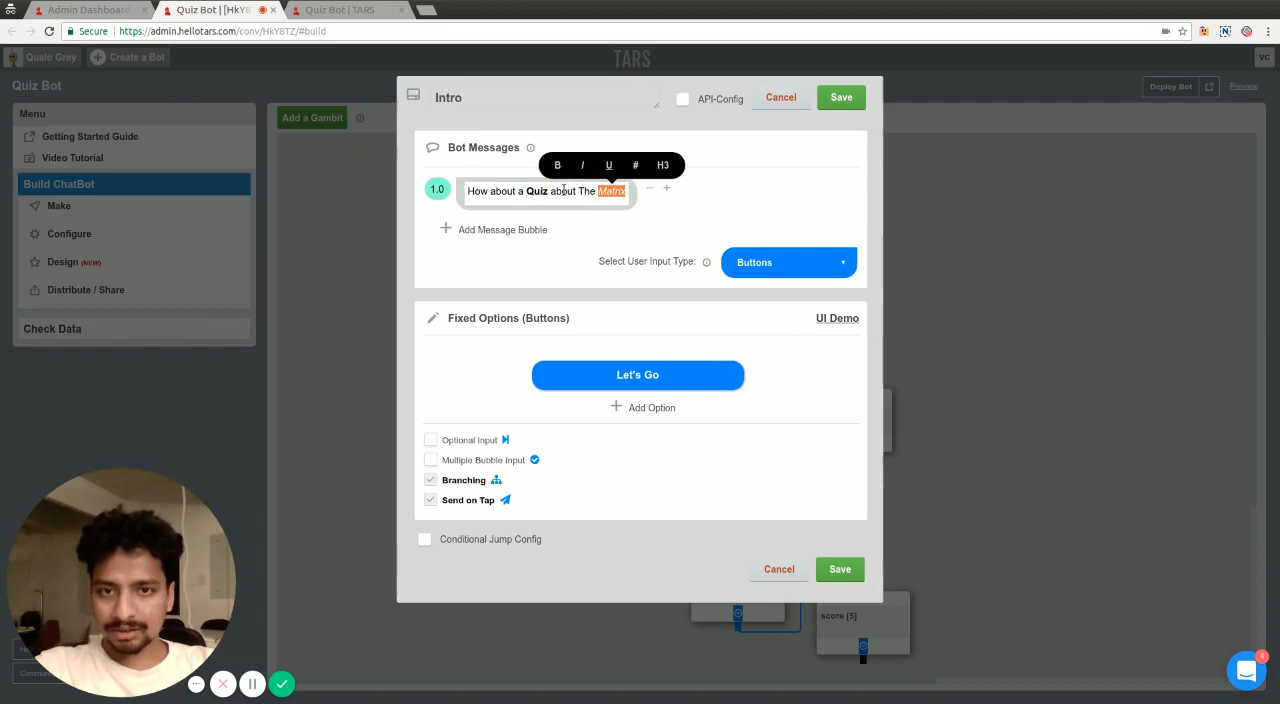 Admin Dashboard
Quiz Bot | [HkY8
Quiz Bot | TARS
Secure https://admin.hellotars.com/conv/HkY8TZ/#build
Qualo Grey
Create a Bot
TARS
VC
Quiz Bot
Deploy Bot
Preview
Menu
Getting Started Guide
Video Tutorial
Build ChatBot
Make
Configure
Design (NEW)
Distribute / Share
Check Data
Add a Gambit
Intro
API-Config
Cancel
Save
Bot Messages
B I U # H3
1.0
How about a Quiz about The Matrix
Add Message Bubble
Select User Input Type:
Buttons
Fixed Options (Buttons)
UI Demo
Let's Go
Add Option
Optional Input
Multiple Bubble Input
Branching
Send on Tap
Conditional Jump Config
Cancel
Save
score [5]
4